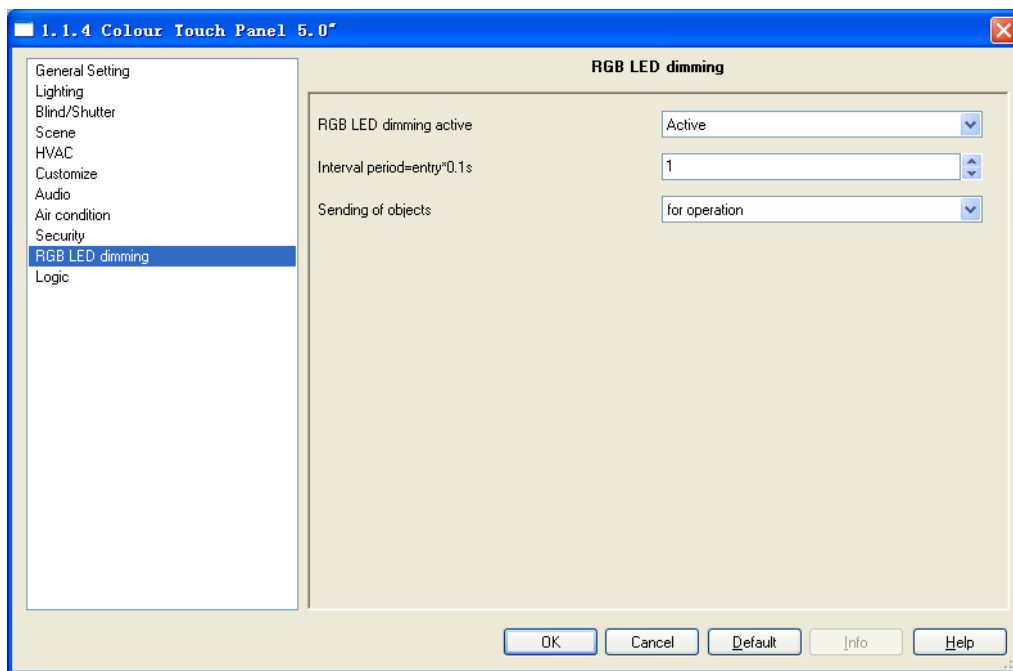 1.1.4 Colour Touch Panel 5.0"
General Setting
Lighting
Blind/Shutter
Scene
HVAC
Customize
Audio
Air condition
Security
RGB LED dimming
Logic
RGB LED dimming
RGB LED dimming active
Active
Interval period=entry*0.1s
1
Sending of objects
for operation
OK
Cancel
Default
Info
Help